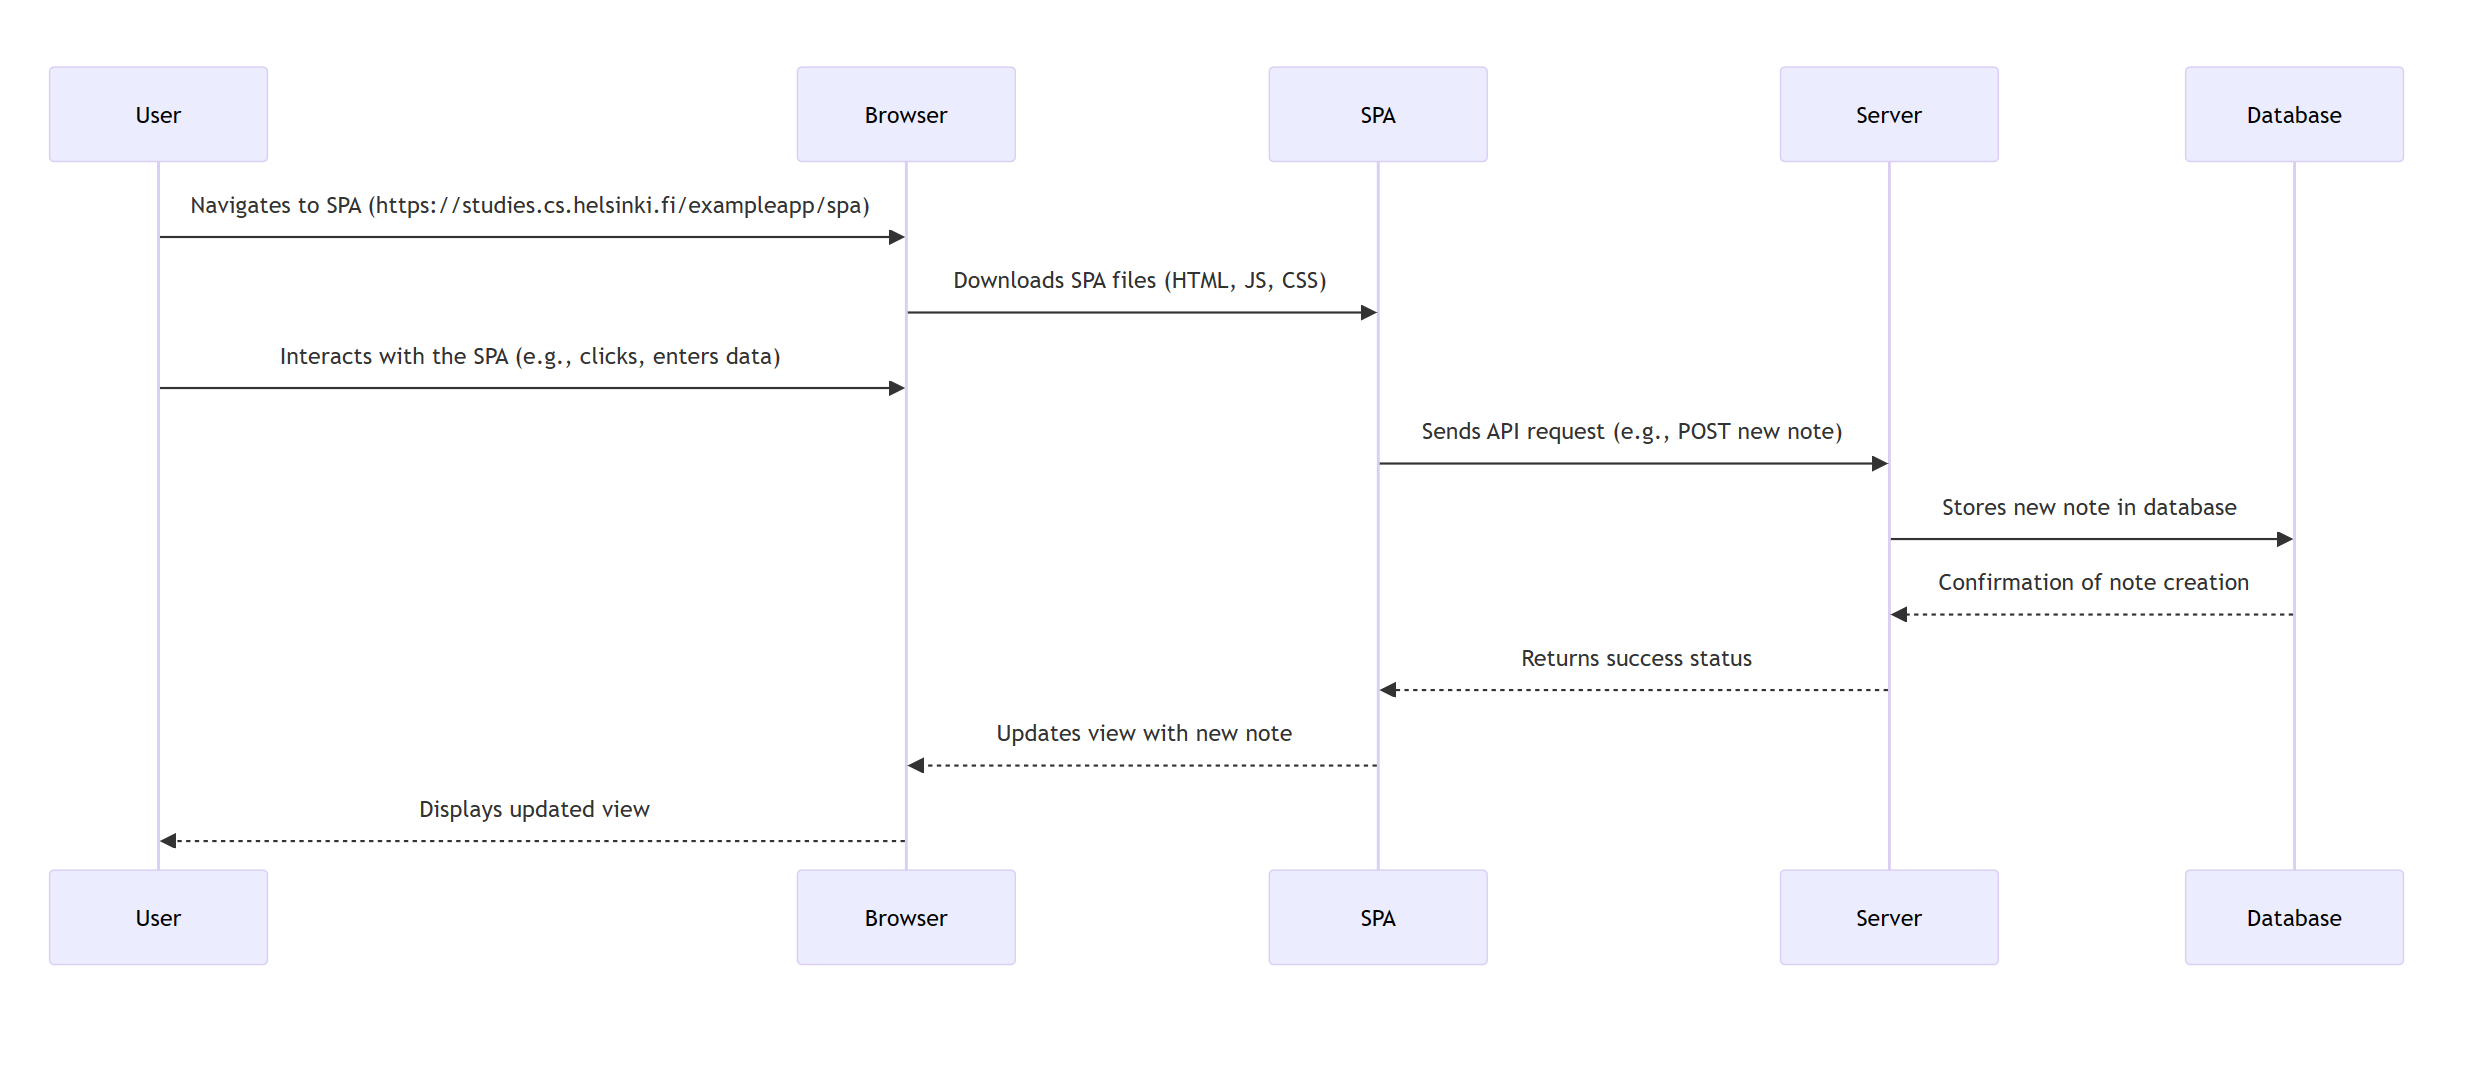 User
Browser
SPA
Server
Database
Navigates to SPA (https://studies.cs.helsinki.fi/exampleapp/spa)
Downloads SPA files (HTML, JS, CSS)
Interacts with the SPA (e.g., clicks, enters data)
Sends API request (e.g., POST new note)
Stores new note in database
Confirmation of note creation
Returns success status
Updates view with new note
Displays updated view
User
Browser
SPA
Server
Database